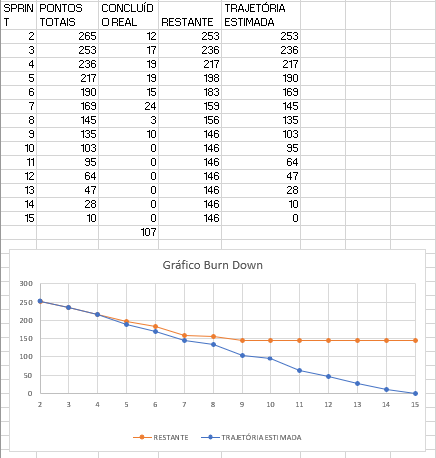 SPRIN
T
PONTOS
TOTAIS
CONCLUÍD
O REAL
RESTANTE
TRAJETÓRIA
ESTIMADA
2 265 12 253 253
3 253 17 236 236
4 236 19 217 217
5 217 19 198 190
6 190 15 183 169
7 169 24 159 145
8 145 3 156 135
9 135 10 146 103
10 103 0 146 95
11 95 0 146 64
12 64 0 146 47
13 47 0 146 28
14 28 0 146 10
15 10 0 146 0
107
Gráfico Burn Down
300
250
200
150
100
50
0
2 3 4 5 6 7 8 9 10 11 12 13 14 15
RESTANTE TRAJETÓRIA ESTIMADA